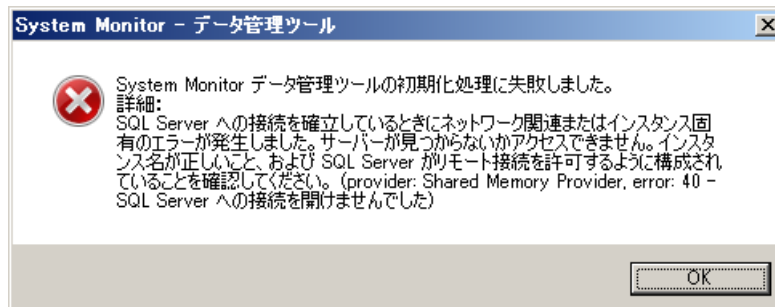 System Monitor - データ管理ツール
System Monitor データ管理ツールの初期化処理に失敗しました。
詳細:
SQL Server への接続を確立しているときにネットワーク関連またはインスタンス固
有のエラーが発生しました。サーバーが見つからないかアクセスできません。インスタ
ンス名が正しいこと、および SQL Server がリモート接続を許可するように構成され
ていることを確認してください。 (provider: Shared Memory Provider, error: 40 -
SQL Server への接続を開けませんでした)
OK